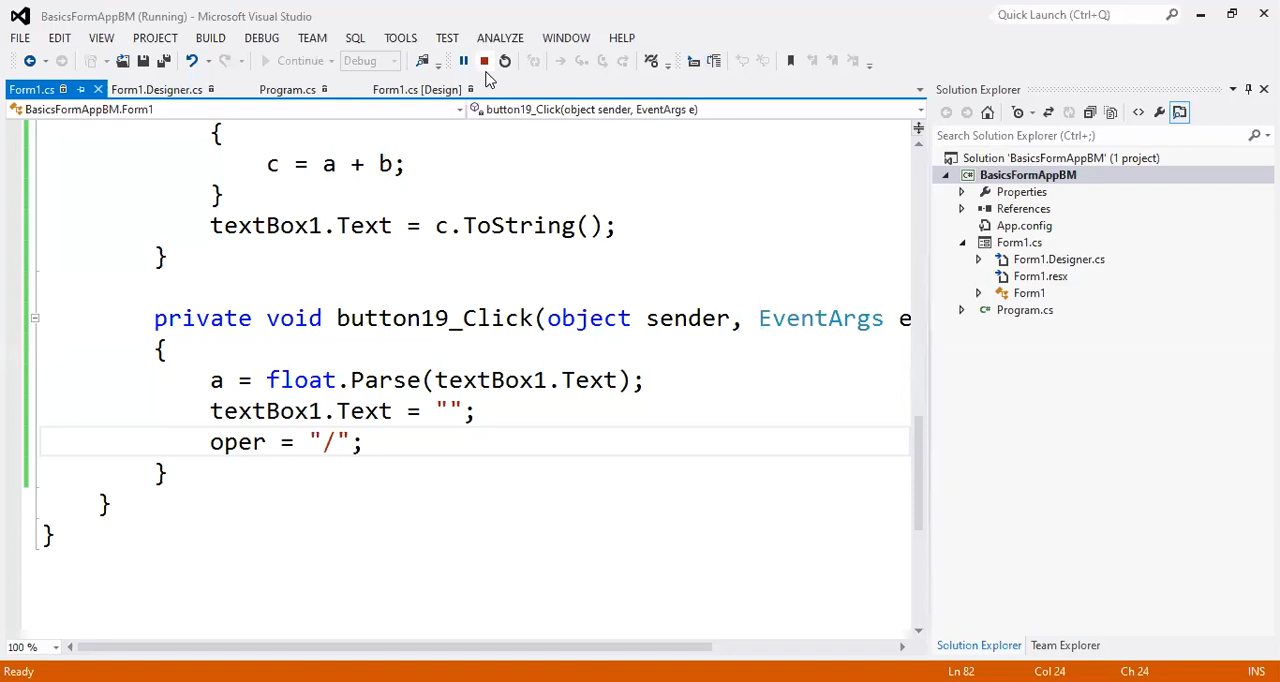 BasicsFormAppBM (Running) - Microsoft Visual Studio
Quick Launch (Ctrl+Q)
FILE EDIT VIEW PROJECT BUILD DEBUG TEAM SQL TOOLS TEST ANALYZE WINDOW HELP
Continue Debug
Form1.cs Form1.Designer.cs Program.cs Form1.cs [Design]
BasicsFormAppBM.Form1 button19_Click(object sender, EventArgs e)
{
c = a + b;
}
textBox1.Text = c.ToString();
}
private void button19_Click(object sender, EventArgs e
{
a = float.Parse(textBox1.Text);
textBox1.Text = "";
oper = "/";
}
}
}
100 %
Solution Explorer
Search Solution Explorer (Ctrl+;)
Solution 'BasicsFormAppBM' (1 project)
C# BasicsFormAppBM
Properties
References
App.config
Form1.cs
Form1.Designer.cs
Form1.resx
Form1
C# Program.cs
Solution Explorer Team Explorer
Ready Ln 82 Col 24 Ch 24 INS